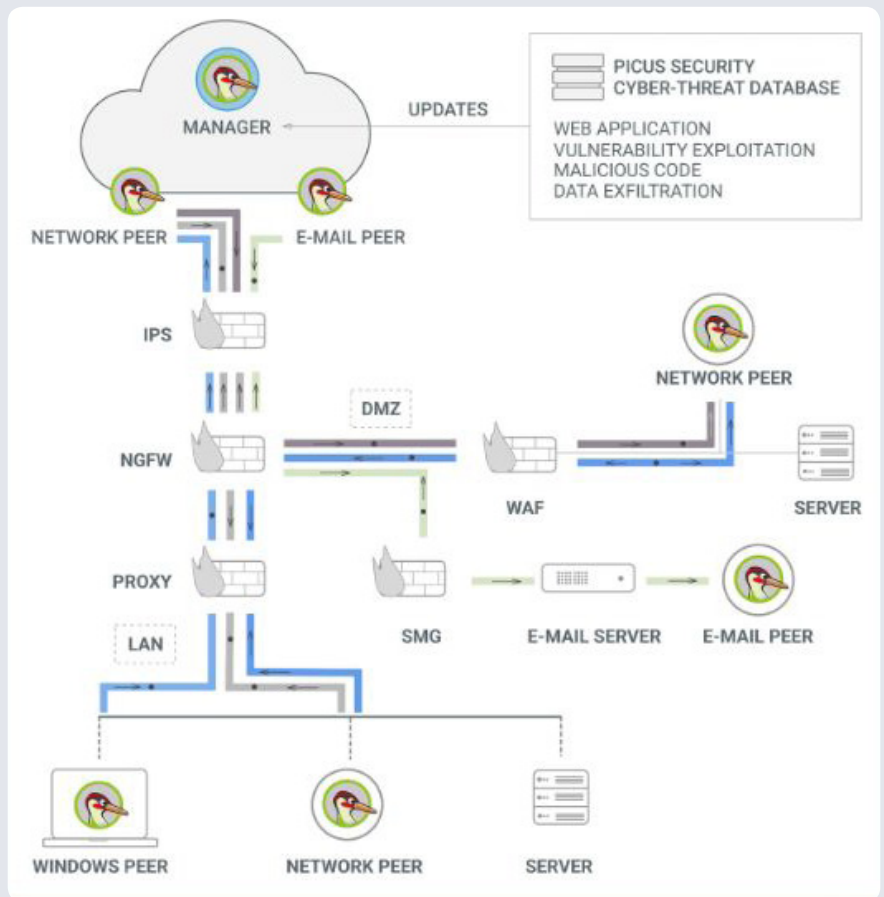 MANAGER
UPDATES
PICUS SECURITY
CYBER-THREAT DATABASE
WEB APPLICATION
VULNERABILITY EXPLOITATION
MALICIOUS CODE
DATA EXFILTRATION
NETWORK PEER
E-MAIL PEER
IPS
NETWORK PEER
DMZ
NGFW
WAF
SERVER
PROXY
SMG
E-MAIL SERVER
E-MAIL PEER
LAN
WINDOWS PEER
NETWORK PEER
SERVER